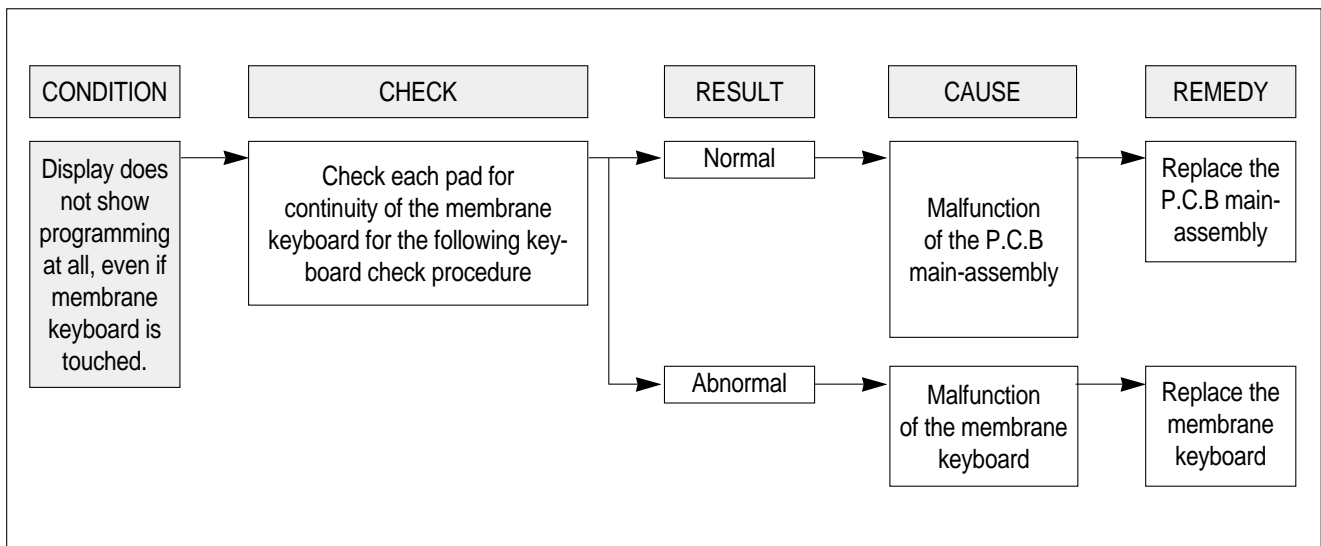 CONDITION
CHECK
RESULT
CAUSE
REMEDY
Display does
not show
programming
at all, even if
membrane
keyboard is
touched.
Check each pad for
continuity of the membrane
keyboard for the following key-
board check procedure
Normal
Malfunction
of the P.C.B
main-assembly
Replace the
P.C.B main-
assembly
Abnormal
Malfunction
of the membrane
keyboard
Replace the
membrane
keyboard